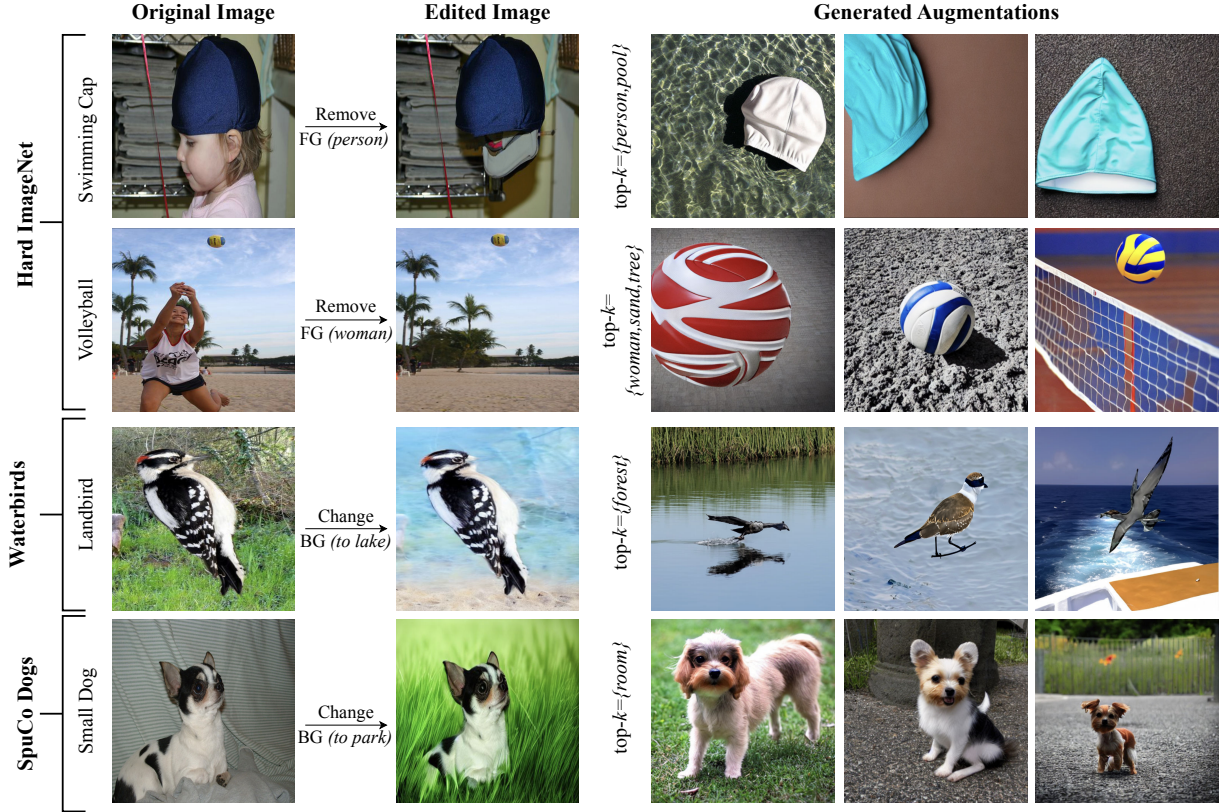 Original Image
Edited Image
Generated Augmentations
Hard ImageNet
Swimming Cap
Remove
FG (person)
top-k={person,pool}
Volleyball
Remove
FG (woman)
top-k=
{woman,sand,tree}
Waterbirds
Landbird
Change
BG (to lake)
top-k={forest}
SpuCo Dogs
Small Dog
Change
BG (to park)
top-k={room}